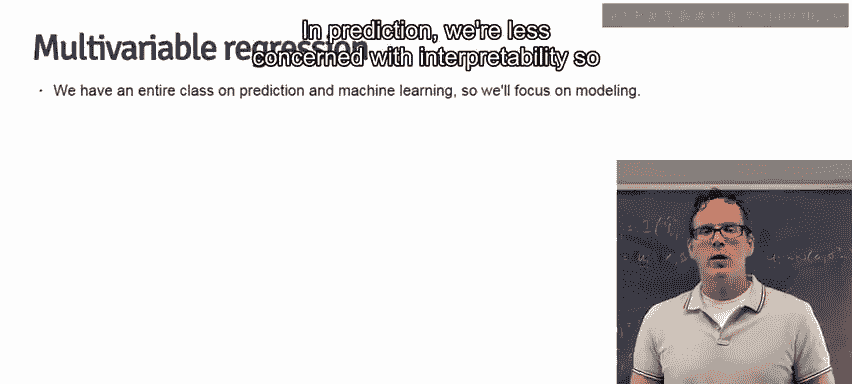 In prediction, we're less
Multivariable regression
concerned with interpretability so
· We have an entire class on prediction and machine learning, so we'll focus on modeling.